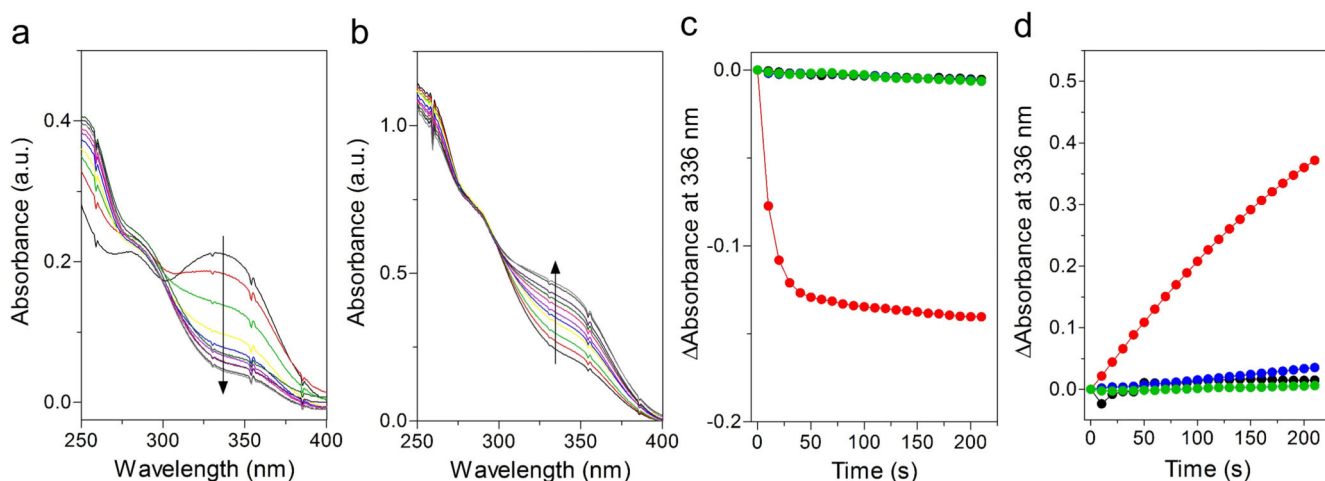 a
0.4
0.2
0.0
Absorbance (a.u.)
250 300 350 400
Wavelength (nm)
b
1.0
0.5
0.0
Absorbance (a.u.)
250 300 350 400
Wavelength (nm)
c
0.0
-0.1
-0.2
ΔAbsorbance at 336 nm
0 50 100 150 200
Time (s)
d
0.5
0.4
0.3
0.2
0.1
0.0
ΔAbsorbance at 336 nm
0 50 100 150 200
Time (s)